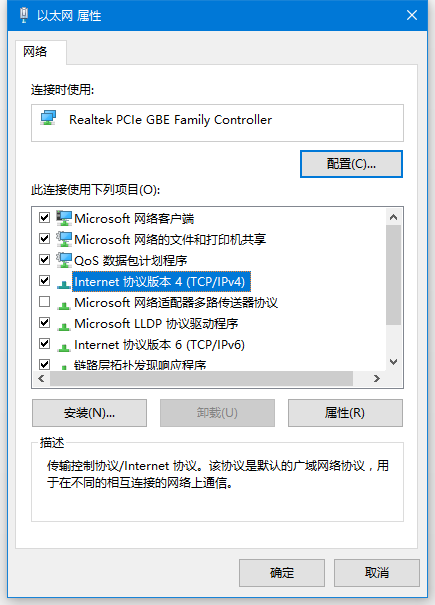 以太网 属性
网络
连接时使用:
Realtek PCIe GBE Family Controller
配置(C)...
此连接使用下列项目(O):
Microsoft 网络客户端
Microsoft 网络的文件和打印机共享
QoS 数据包计划程序
Internet 协议版本 4 (TCP/IPv4)
Microsoft 网络适配器多路传送器协议
Microsoft LLDP 协议驱动程序
Internet 协议版本 6 (TCP/IPv6)
链路层拓扑发现响应程序
安装(N)... 卸载(U) 属性(R)
描述
传输控制协议/Internet 协议。该协议是默认的广域网络协议，用
于在不同的相互连接的网络上通信。
确定 取消